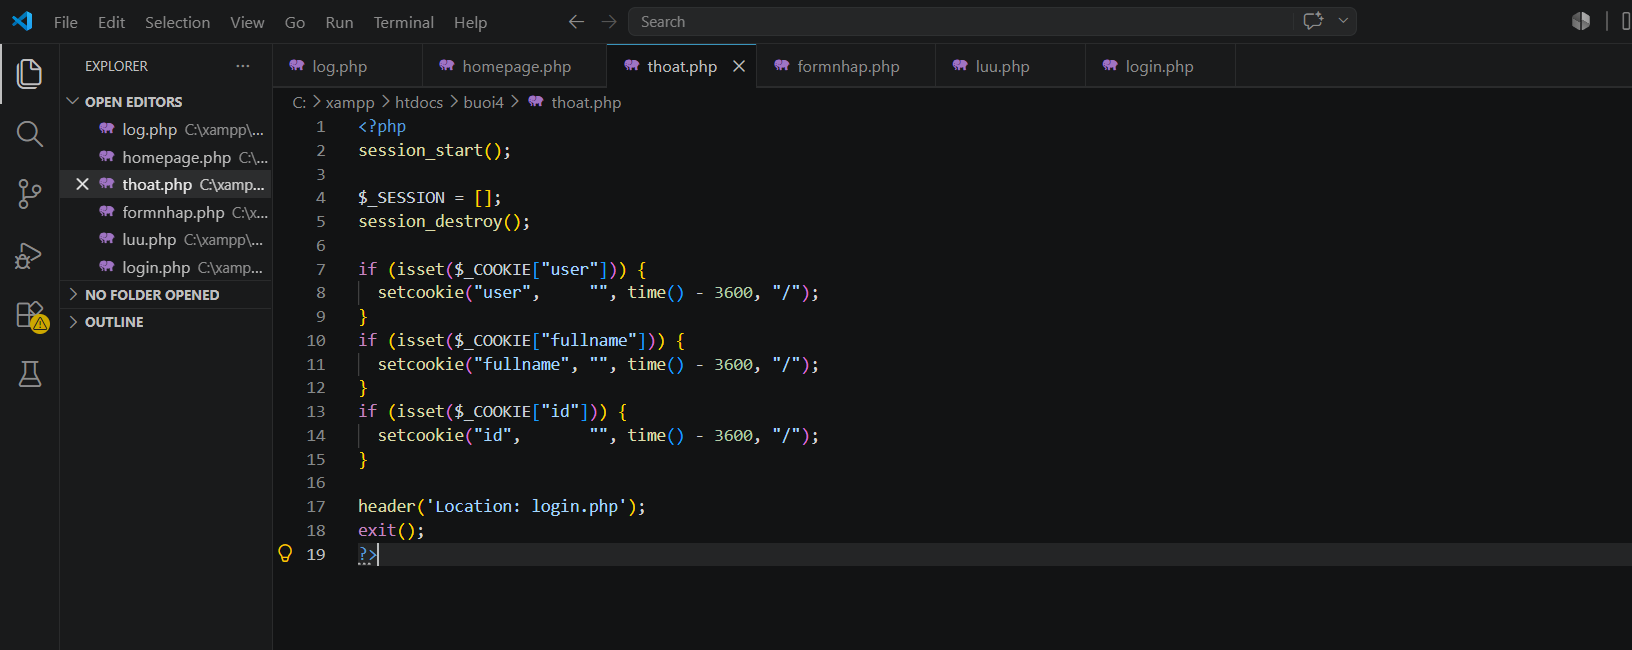 File Edit Selection View Go Run Terminal Help
Search
EXPLORER ...
log.php
homepage.php
thoat.php
formnhap.php
luu.php
login.php
OPEN EDITORS
log.php C:\xampp\...
homepage.php C:\...
thoat.php C:\xamp...
formnhap.php C:\x...
luu.php C:\xampp\...
login.php C:\xamp...
NO FOLDER OPENED
OUTLINE
C: > xampp > htdocs > buoi4 > thoat.php
1 <?php
2 session_start();
3
4 $_SESSION = [];
5 session_destroy();
6
7 if (isset($_COOKIE["user"])) {
8   setcookie("user",     "", time() - 3600, "/");
9 }
10 if (isset($_COOKIE["fullname"])) {
11   setcookie("fullname", "", time() - 3600, "/");
12 }
13 if (isset($_COOKIE["id"])) {
14   setcookie("id",       "", time() - 3600, "/");
15 }
16
17 header('Location: login.php');
18 exit();
19 ?>